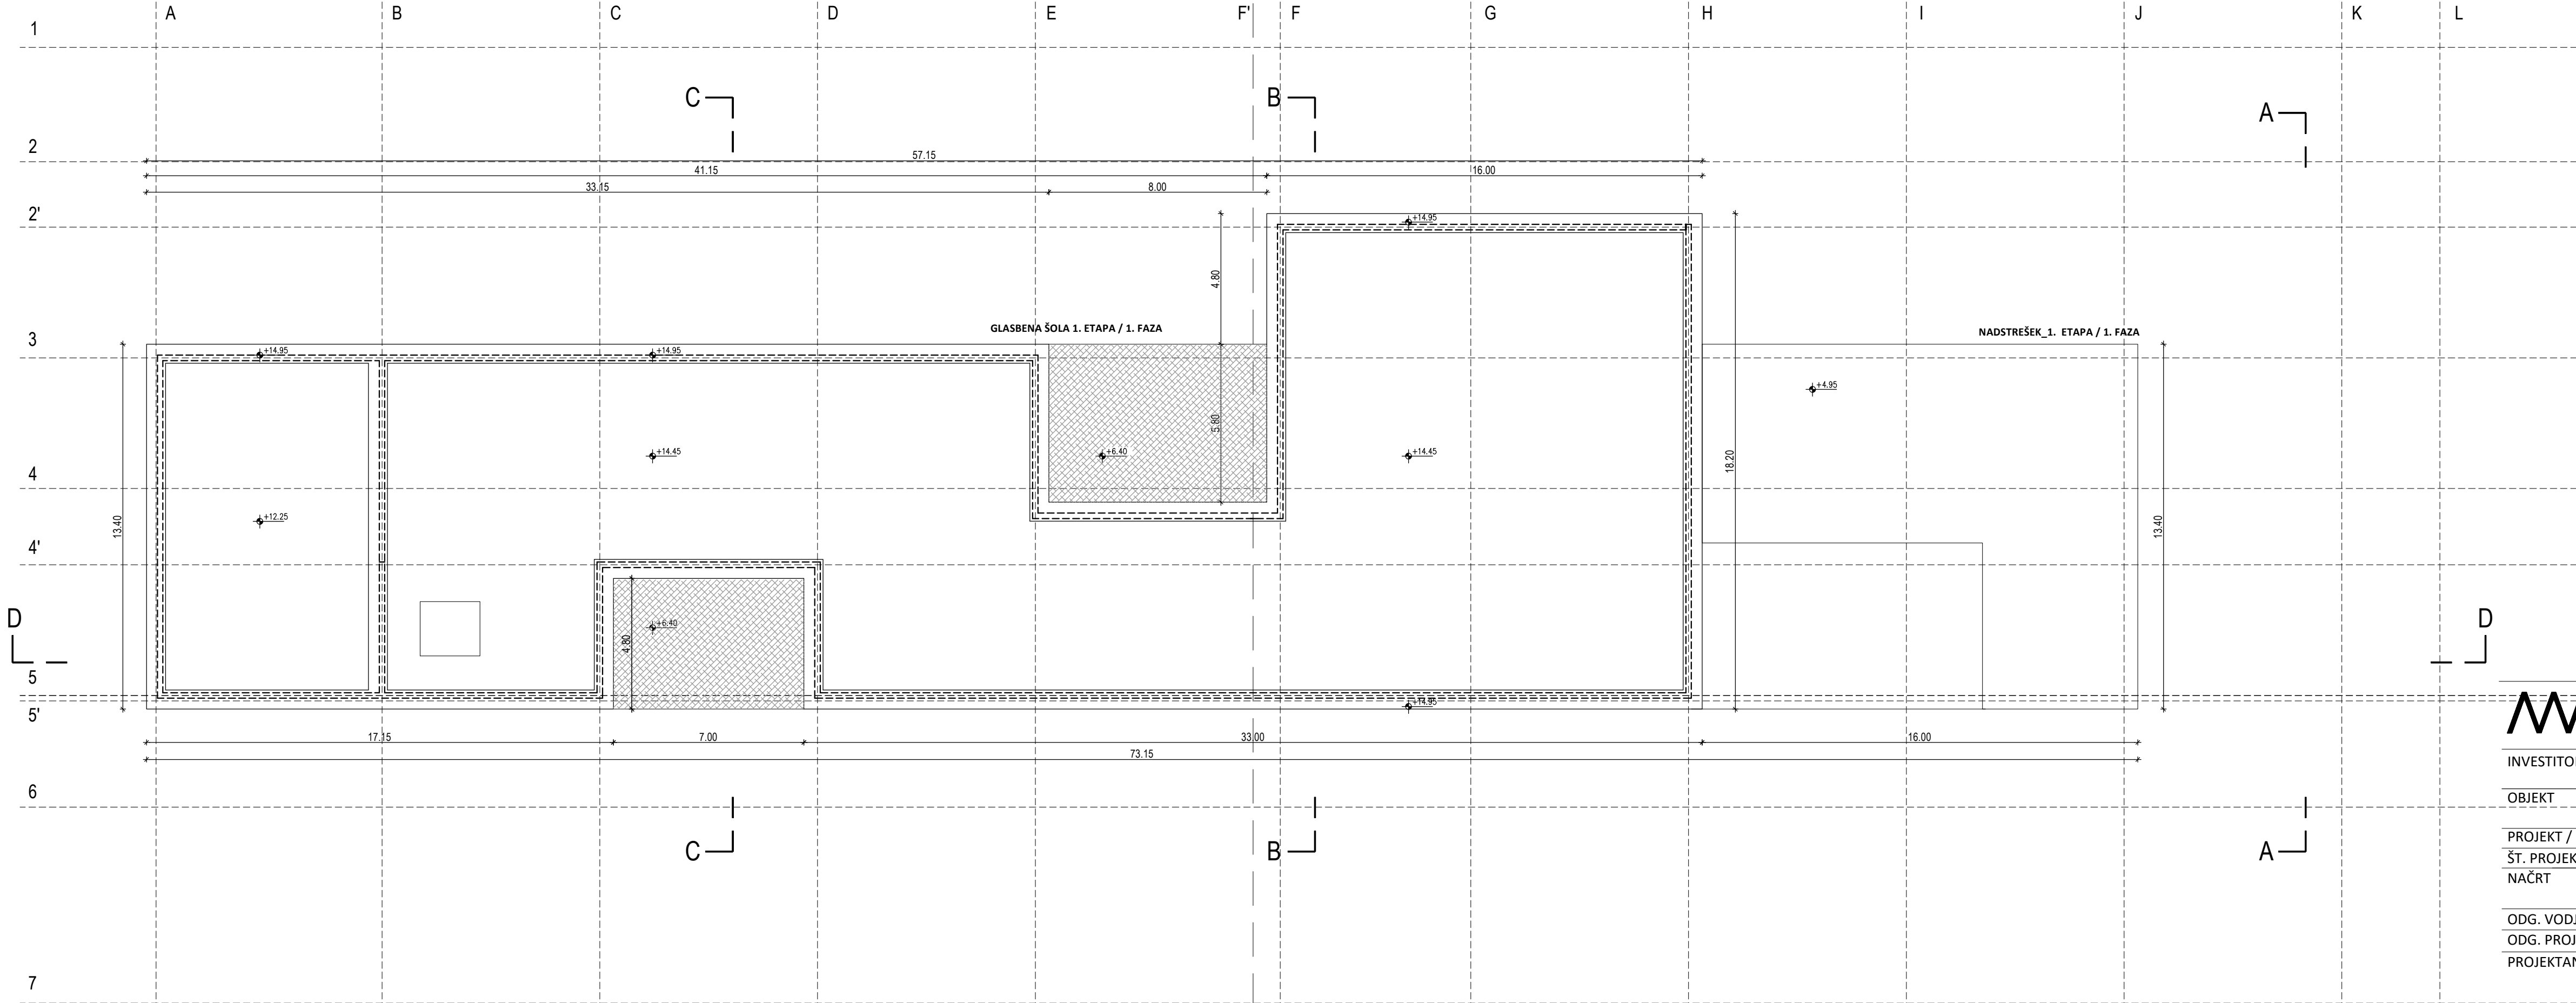 A B C D E F' F G H I J K L
1
C B A
2
57.15
41.15 16.00
33.15 8.00
2'
+14.95
4.80
GLASBENA ŠOLA 1. ETAPA / 1. FAZA
NADSTREŠEK_1. ETAPA / 1. FAZA
3
+14.95 +14.95
+4.95
5.80
+14.45 +6.40 +14.45
18.20
4
+12.25
13.40 13.40
4'
D D
+6.40
4.80
5
5'
+14.95
17.15 7.00 33.00 16.00
73.15
6
C B A
7
INVESTITO
OBJEKT
PROJEKT /
ŠT. PROJEK
NAČRT
ODG. VODJ
ODG. PROJ
PROJEKTAN